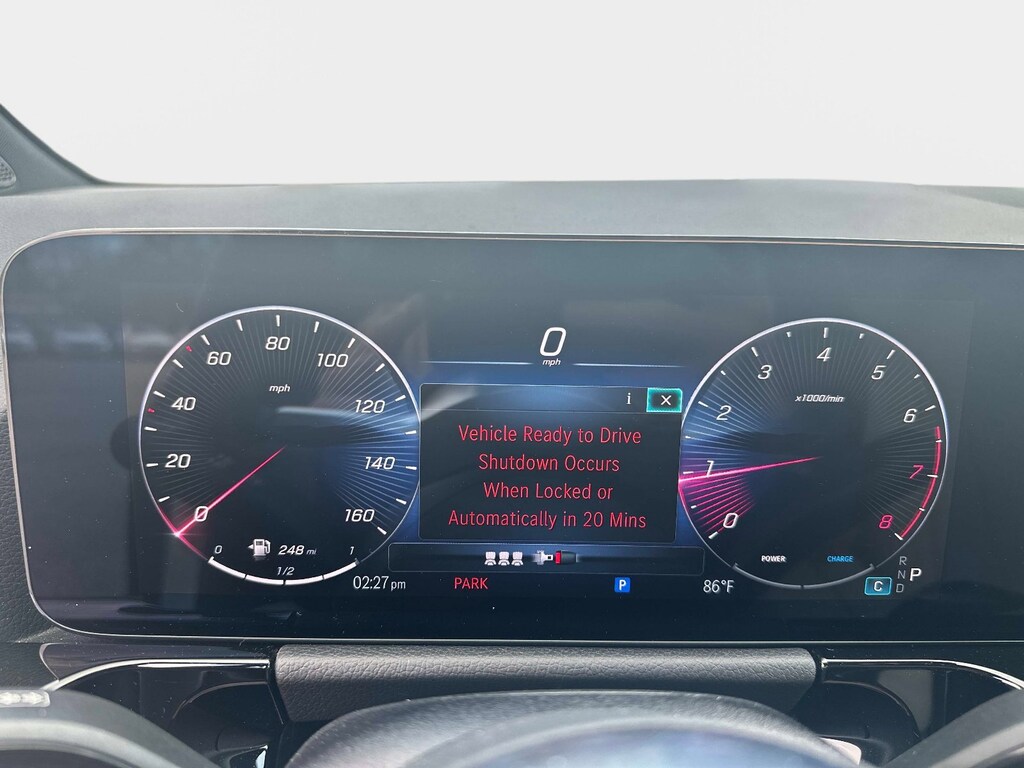 0
mph
60
80
100
mph
40
120
20
140
0
160
0
248 mi
1
1/2
i
Vehicle Ready to Drive
Shutdown Occurs
When Locked or
Automatically in 20 Mins
4
3
5
x1000/min
2
6
1
7
0
8
POWER
CHARGE
02:27 pm
PARK
P
86°F
C
R
N
D
P